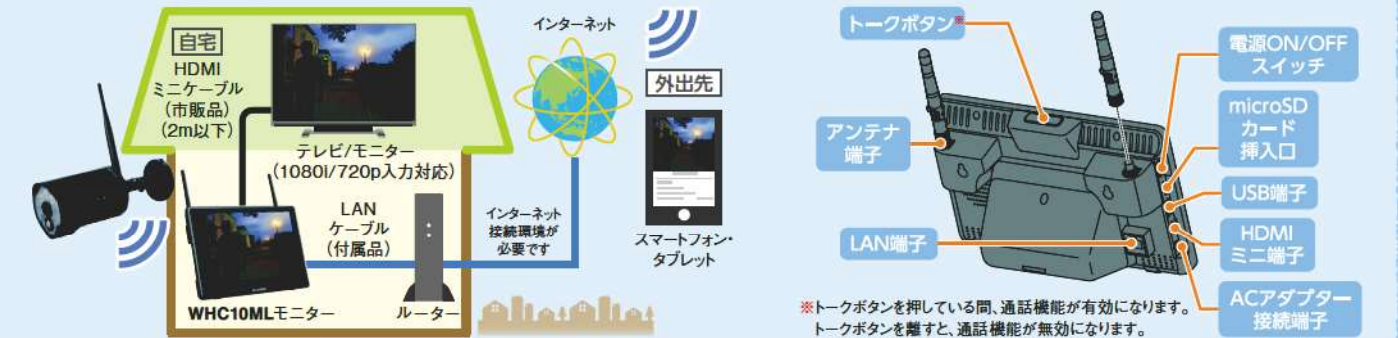 自宅
HDMI
ミニケーブル
(市販品)
(2m以下)
テレビ/モニター
(1080i/720p入力対応)
LAN
ケーブル
(付属品)
WHC10MLモニター
ルーター
インターネット
インターネット
接続環境が
必要です
外出先
スマートフォン・
タブレット
トークボタン※
アンテナ
端子
LAN端子
電源ON/OFF
スイッチ
microSD
カード
挿入口
USB端子
HDMI
ミニ端子
ACアダプター
接続端子
※トークボタンを押している間、通話機能が有効になります。
トークボタンを離すと、通話機能が無効になります。